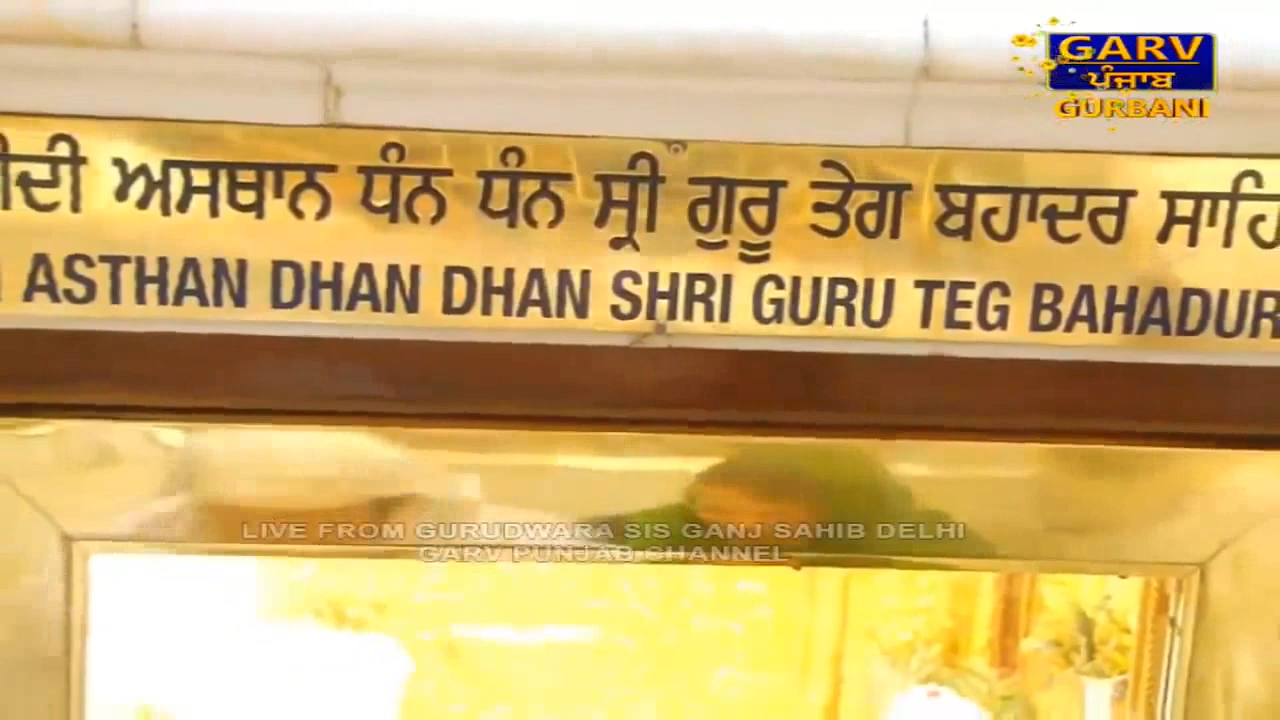 GARV
ਪੰਜਾਬ
GURBANI
ਅਸਥਾਨ ਧੰਨ ਧੰਨ ਸ੍ਰੀ ਗੁਰੂ ਤੇਗ ਬਹਾਦਰ
ASTHAN DHAN DHAN SHRI GURU TEG BAHADUR
LIVE FROM GURUDWARA SIS GANJ SAHIB DELHI
GARV PUNJAB CHANNEL